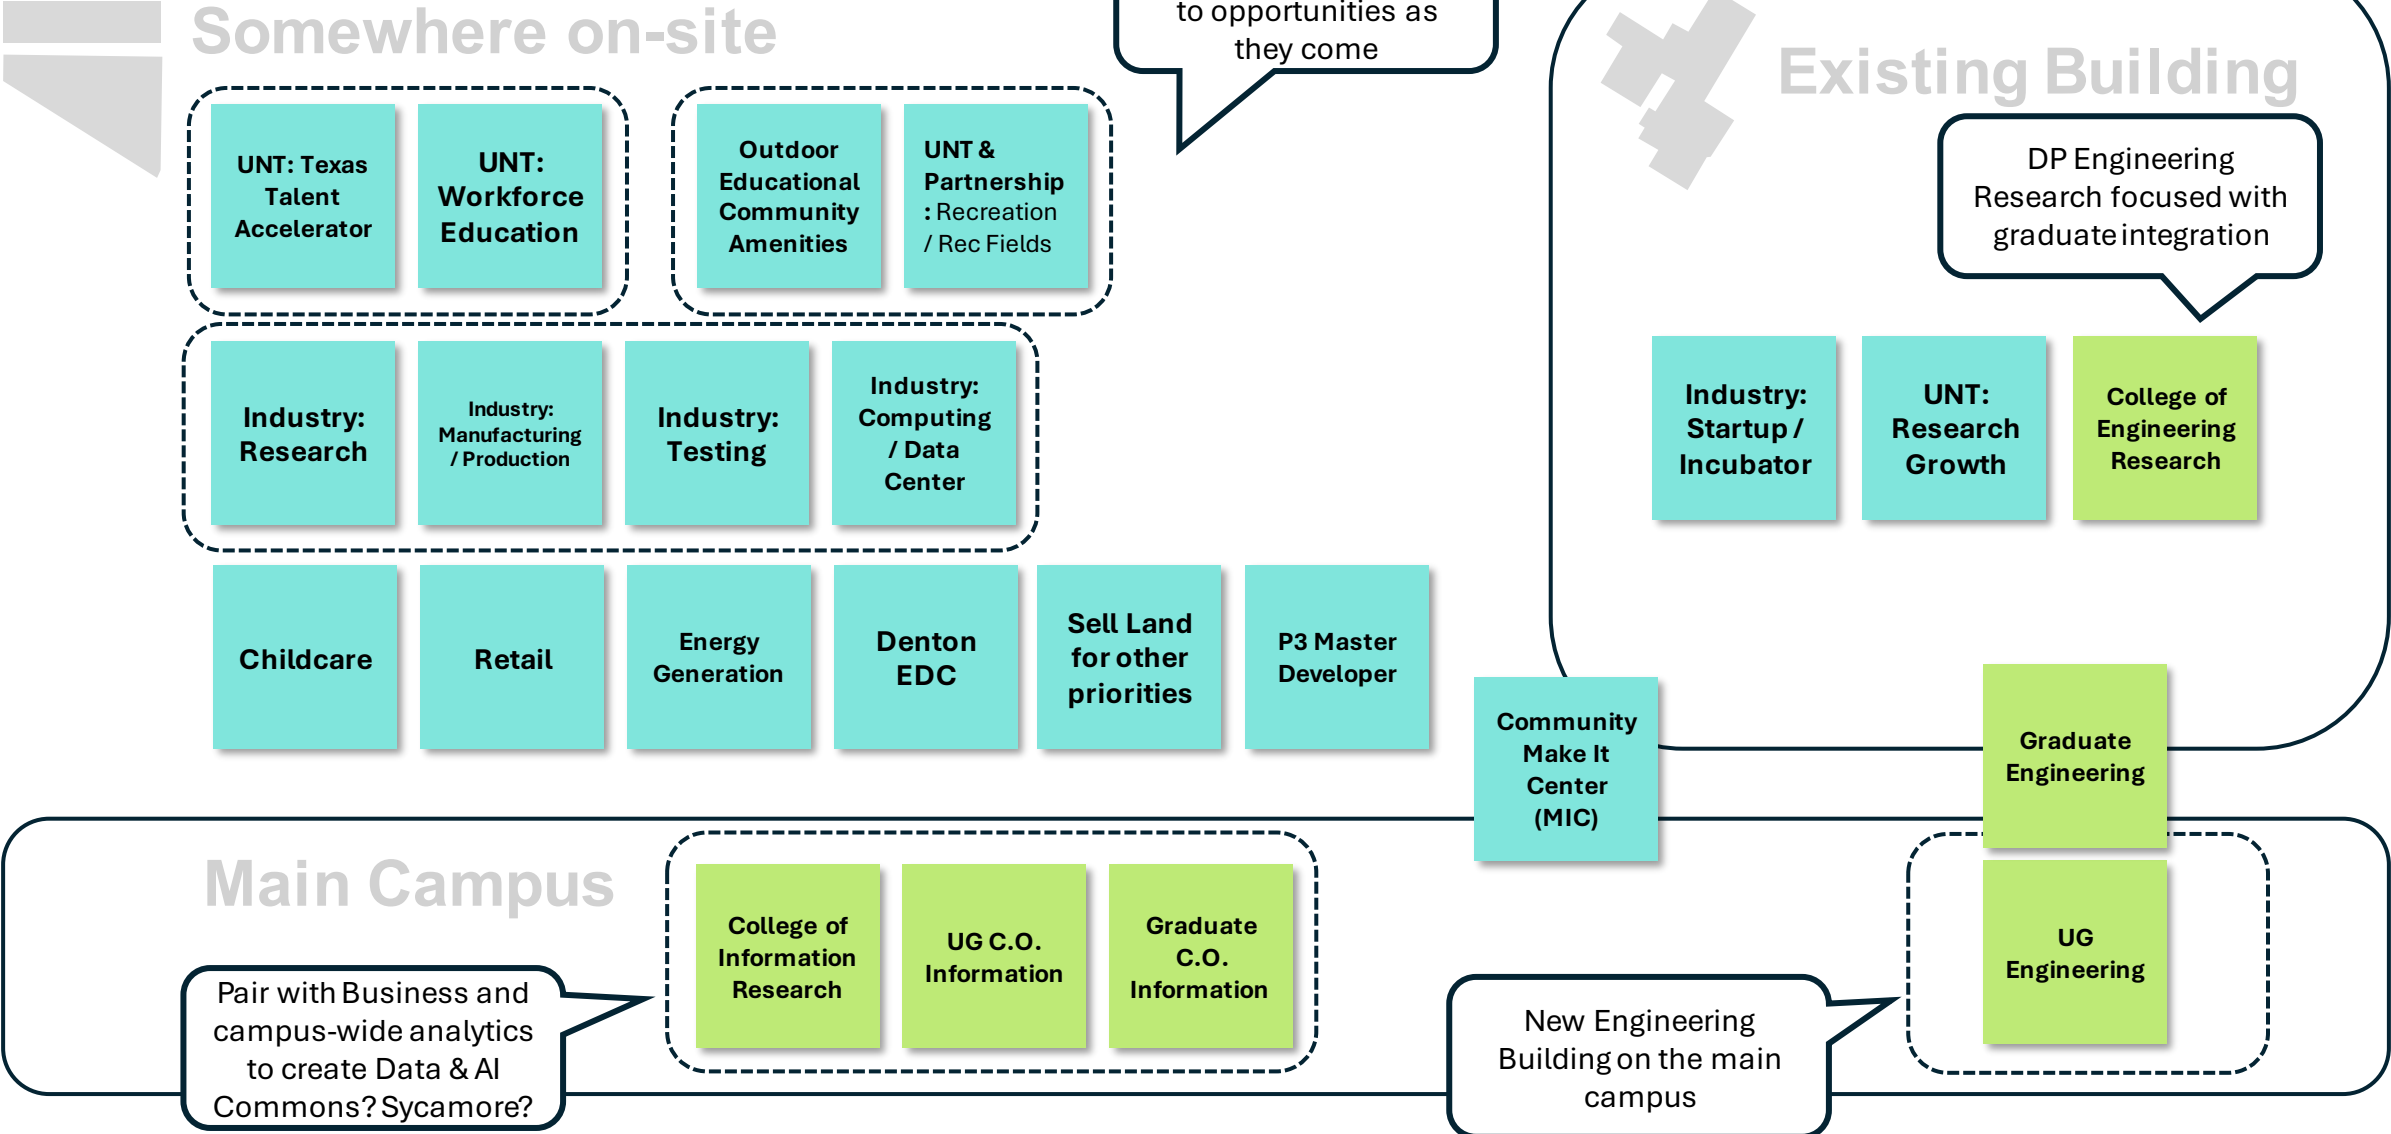 Somewhere on-site
to opportunities as
they come
Existing Building
UNT: Texas
Talent
Accelerator
UNT:
Workforce
Education
Outdoor
Educational
Community
Amenities
UNT &
Partnership
: Recreation
/ Rec Fields
DP Engineering
Research focused with
graduate integration
Industry:
Research
Industry:
Manufacturing
/ Production
Industry:
Testing
Industry:
Computing
/ Data
Center
Industry:
Startup /
Incubator
UNT:
Research
Growth
College of
Engineering
Research
Childcare
Retail
Energy
Generation
Denton
EDC
Sell Land
for other
priorities
P3 Master
Developer
Community
Make It
Center
(MIC)
Graduate
Engineering
Main Campus
College of
Information
Research
UG C.O.
Information
Graduate
C.O.
Information
UG
Engineering
Pair with Business and
campus-wide analytics
to create Data & AI
Commons? Sycamore?
New Engineering
Building on the main
campus